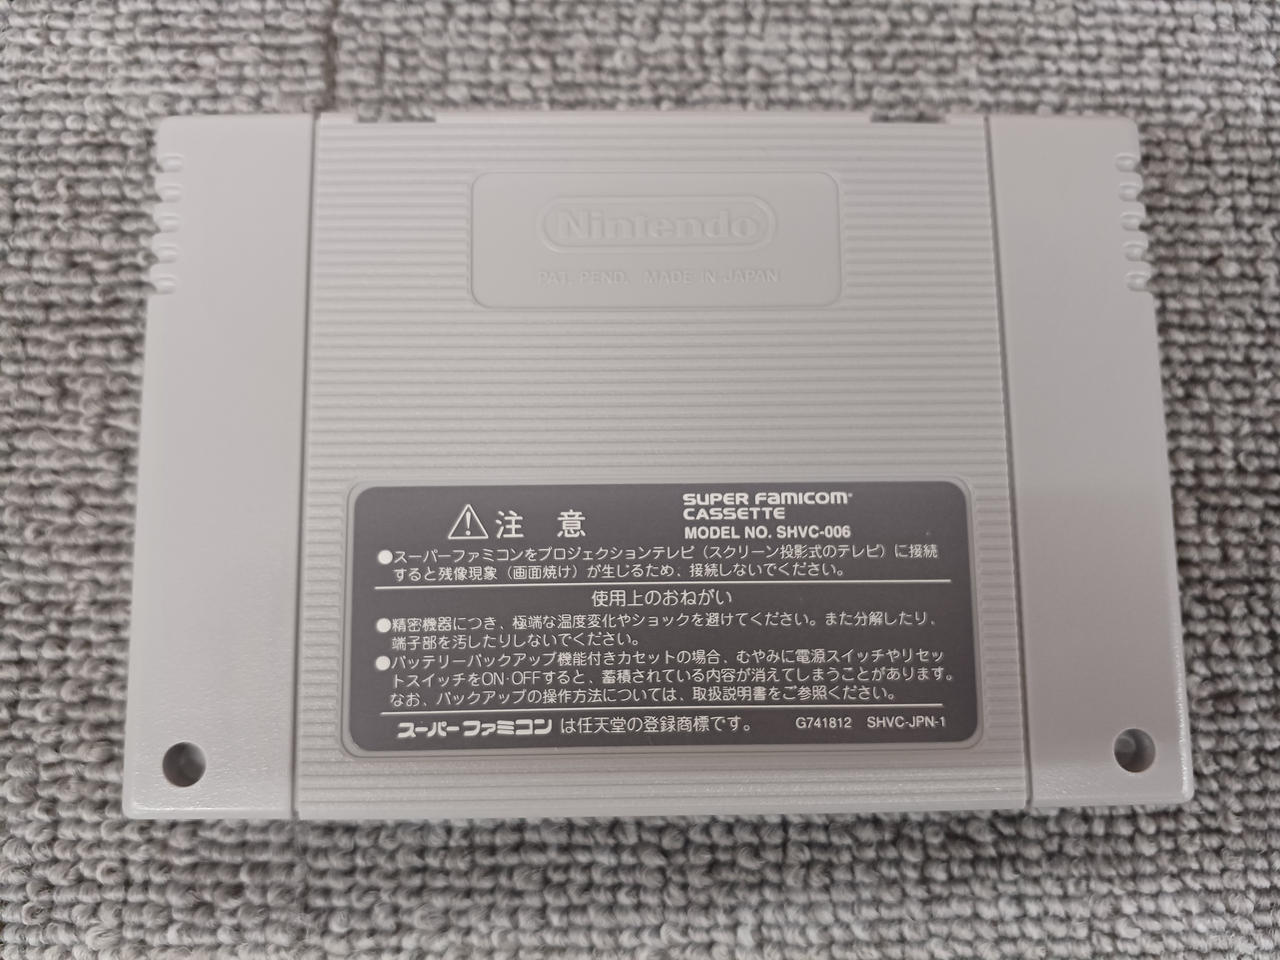 Nintendo
PAT. PEND. MADE IN JAPAN
注意
SUPER FAMICOM
CASSETTE
MODEL NO. SHVC-006
●スーパーファミコンをプロジェクションテレビ（スクリーン投影式のテレビ）に接続
すると残像現象（画面焼け）が生じるため、接続しないでください。
使用上のおねがい
●精密機器につき、極端な温度変化やショックを避けてください。また分解したり、
端子部を汚したりしないでください。
●バッテリーバックアップ機能付きカセットの場合、むやみに電源スイッチやリセッ
トスイッチをON·OFFすると、蓄積されている内容が消えてしまうことがあります。
なお、バックアップの操作方法については、取扱説明書をご参照ください。
スーパーファミコンは任天堂の登録商標です。 G741812 SHVC-JPN-1